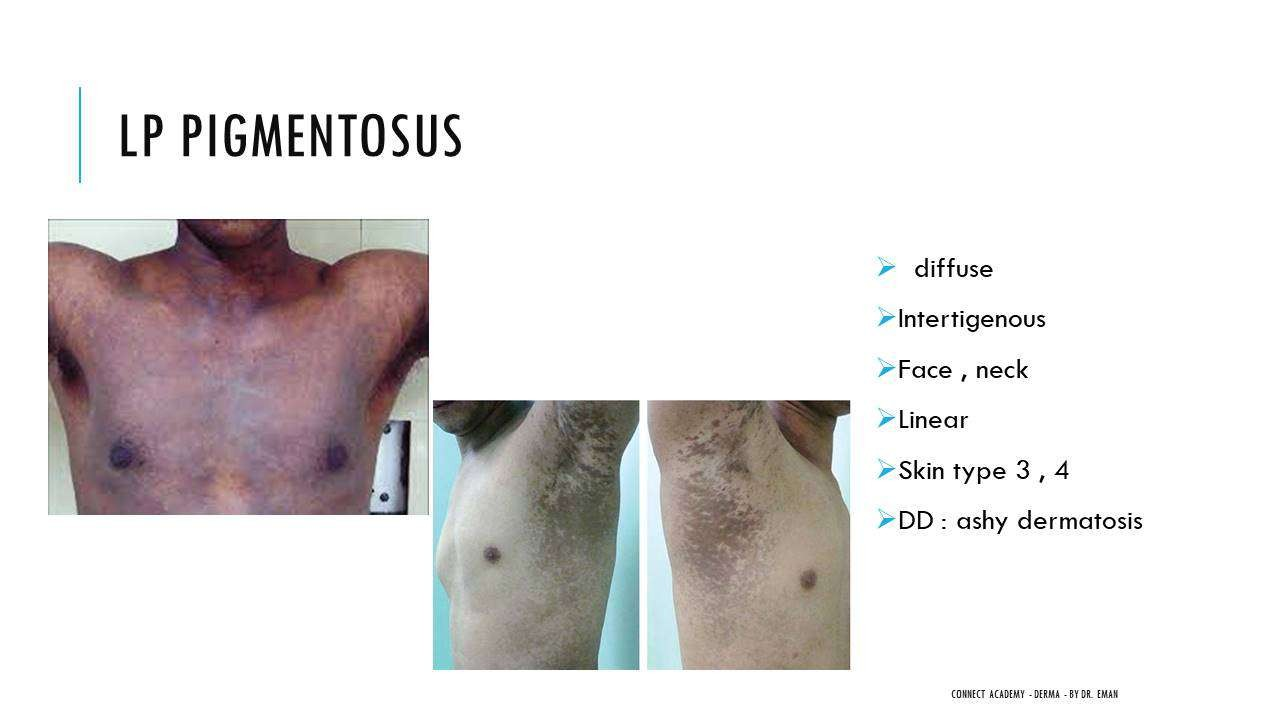 LP PIGMENTOSUS
diffuse
Intertigenous
Face , neck
Linear
Skin type 3 , 4
DD : ashy dermatosis
CONNECT ACADEMY - DERMA - BY DR. EMAN